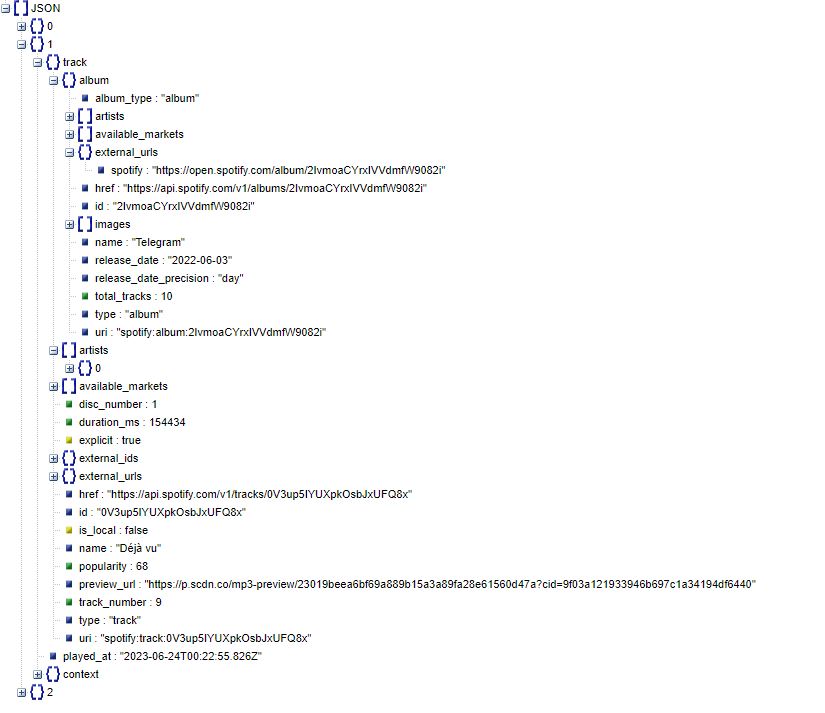 JSON
0
1
track
album
album_type : "album"
artists
available_markets
external_urls
spotify : "https://open.spotify.com/album/2IvmoaCYrxIVVdmfW9082i"
href : "https://api.spotify.com/v1/albums/2IvmoaCYrxIVVdmfW9082i"
id : "2IvmoaCYrxIVVdmfW9082i"
images
name : "Telegram"
release_date : "2022-06-03"
release_date_precision : "day"
total_tracks : 10
type : "album"
uri : "spotify:album:2IvmoaCYrxIVVdmfW9082i"
artists
0
available_markets
disc_number : 1
duration_ms : 154434
explicit : true
external_ids
external_urls
href : "https://api.spotify.com/v1/tracks/0V3up5IYUXpkOsbJxUFQ8x"
id : "0V3up5IYUXpkOsbJxUFQ8x"
is_local : false
name : "Déjà vu"
popularity : 68
preview_url : "https://p.scdn.co/mp3-preview/23019beea6bf69a889b15a3a89fa28e61560d47a?cid=9f03a121933946b697c1a34194df6440"
track_number : 9
type : "track"
uri : "spotify:track:0V3up5IYUXpkOsbJxUFQ8x"
played_at : "2023-06-24T00:22:55.826Z"
context
2